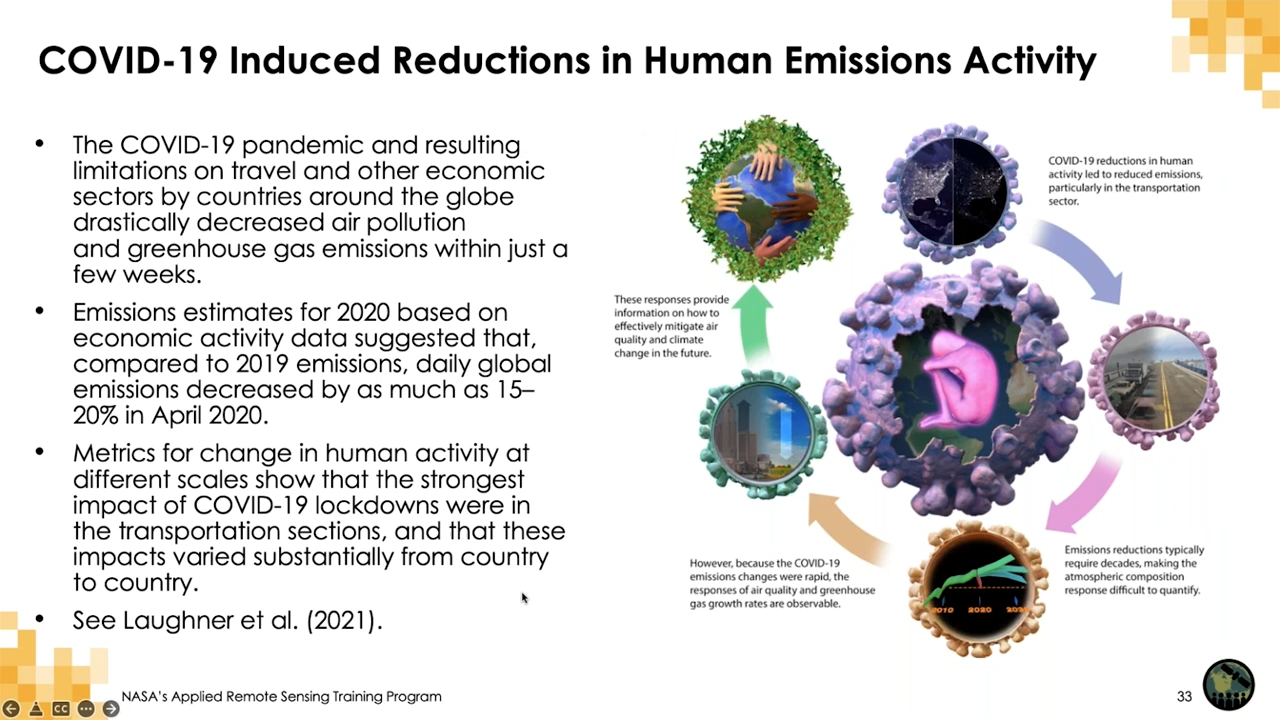 COVID-19 Induced Reductions in Human Emissions Activity
• The COVID-19 pandemic and resulting
limitations on travel and other economic
sectors by countries around the globe
drastically decreased air pollution
and greenhouse gas emissions within just a
few weeks.
• Emissions estimates for 2020 based on
economic activity data suggested that,
compared to 2019 emissions, daily global
emissions decreased by as much as 15–
20% in April 2020.
• Metrics for change in human activity at
different scales show that the strongest
impact of COVID-19 lockdowns were in
the transportation sections, and that these
impacts varied substantially from country
to country.
• See Laughner et al. (2021).
COVID-19 reductions in human
activity led to reduced emissions,
particularly in the transportation
sector.
Emissions reductions typically
require decades, making the
atmospheric composition
response difficult to quantify.
2010 2020
However, because the COVID-19
emissions changes were rapid, the
responses of air quality and greenhouse
gas growth rates are observable.
These responses provide
information on how to
effectively mitigate air
quality and climate
change in the future.
CC
NASA's Applied Remote Sensing Training Program
33